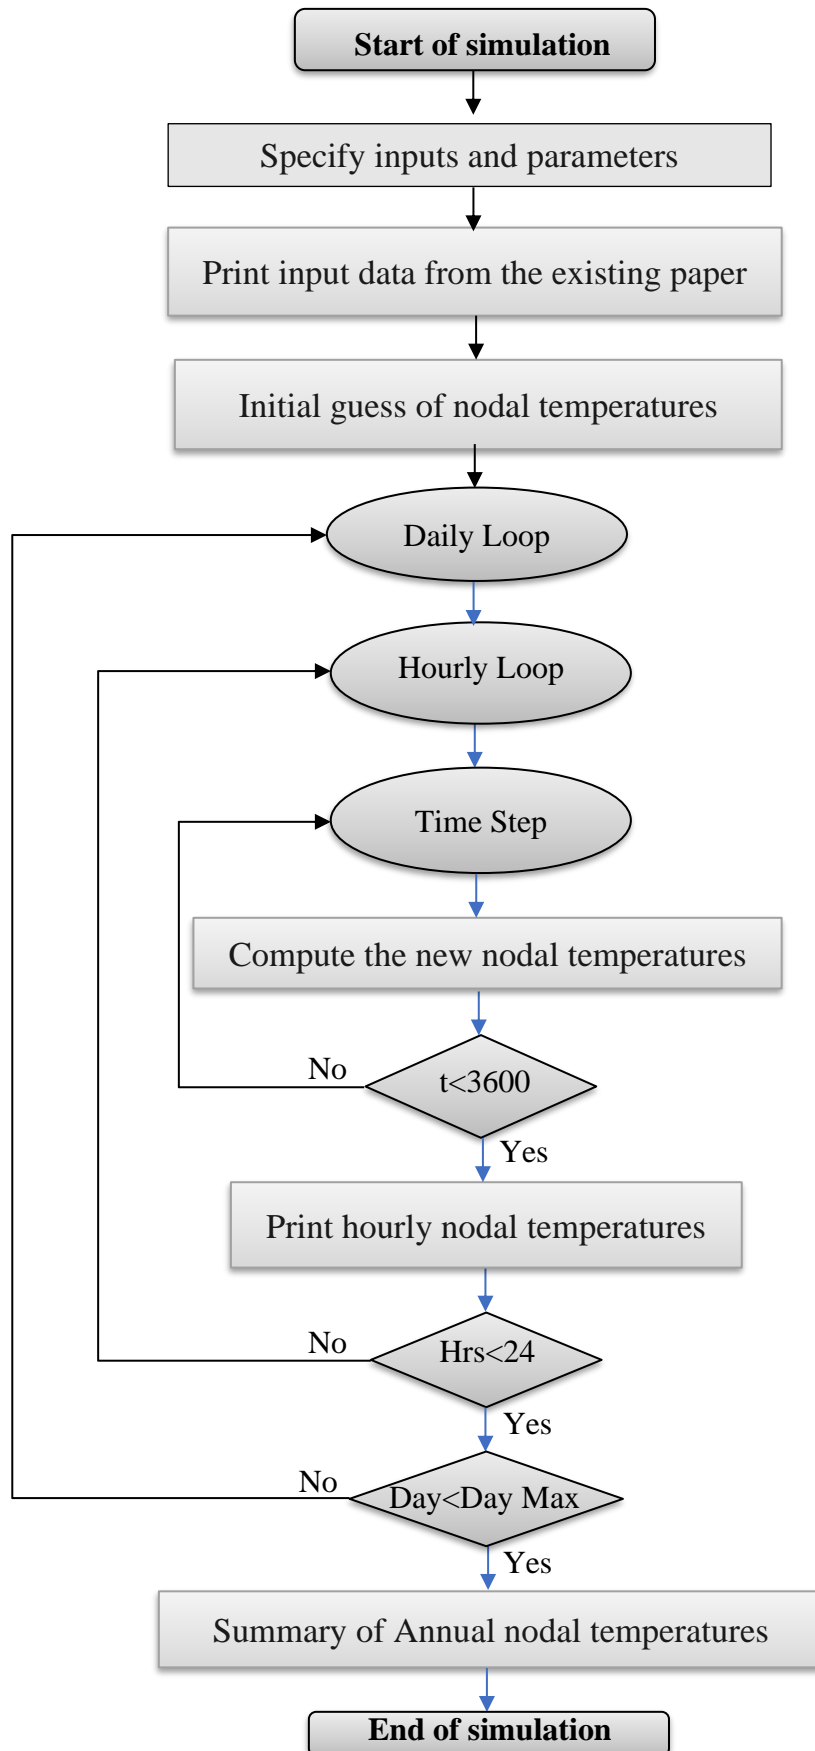 Start of simulation
Specify inputs and parameters
Print input data from the existing paper
Initial guess of nodal temperatures
Daily Loop
Hourly Loop
Time Step
Compute the new nodal temperatures
No
t<3600
Yes
Print hourly nodal temperatures
No
Hrs<24
Yes
No
Day<Day Max
Yes
Summary of Annual nodal temperatures
End of simulation